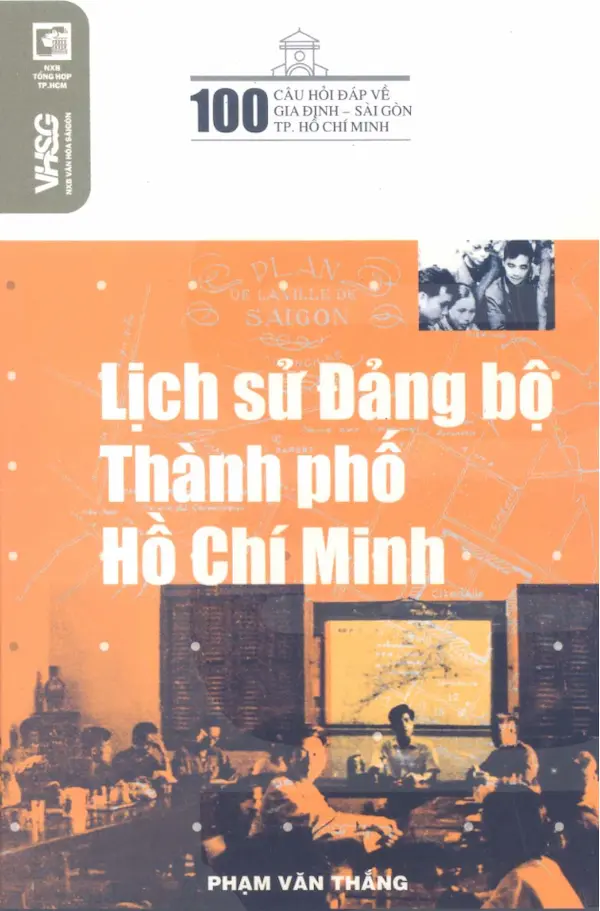 NXB
TỔNG HỢP
TP.HCM
VHSG
NXB VĂN HÓA SÀI GÒN
100
CÂU HỎI ĐÁP VỀ
GIA ĐỊNH – SÀI GÒN
TP. HỒ CHÍ MINH
PLAN
DE LA VILLE DE
SAIGON
Lịch sử Đảng bộ
Thành phố
Hồ Chí Minh
PHẠM VĂN THẮNG